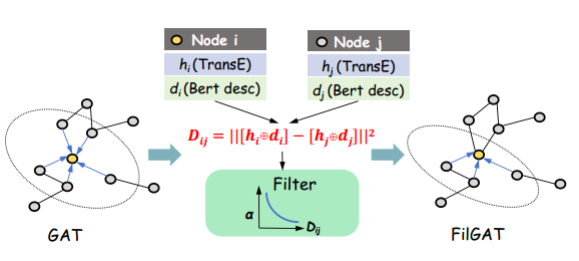 Node i
Node j
hi (TransE)
hj (TransE)
di (Bert desc)
dj (Bert desc)
Dij = ||[hi⊕di] − [hj⊕dj]||²
Filter
α
Dij
GAT
FilGAT